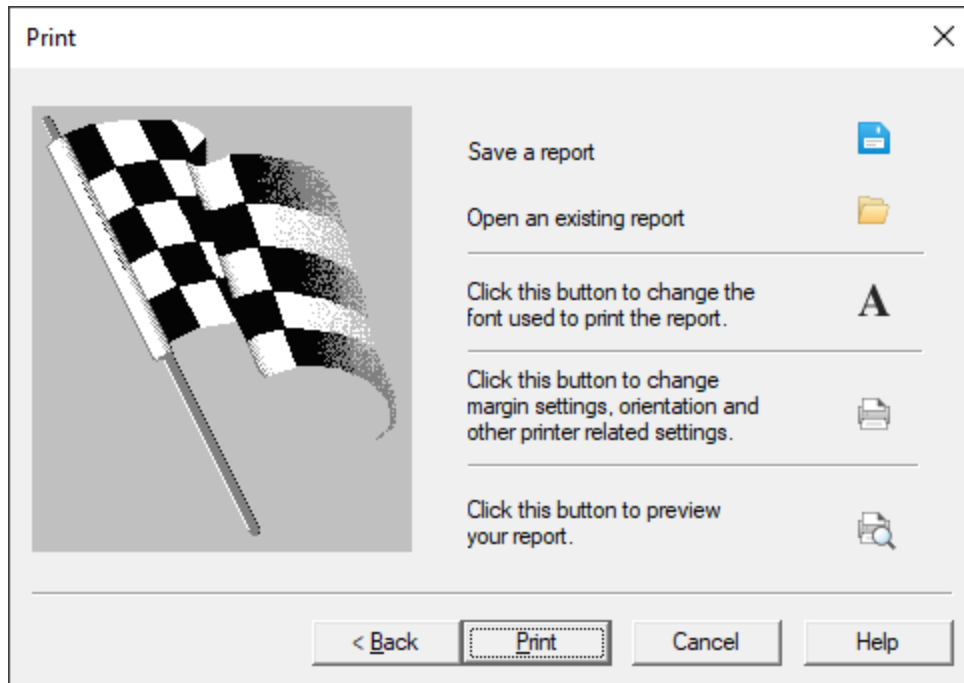 Print
Save a report
Open an existing report
Click this button to change the
font used to print the report.
A
Click this button to change
margin settings, orientation and
other printer related settings.
Click this button to preview
your report.
< Back
Print
Cancel
Help